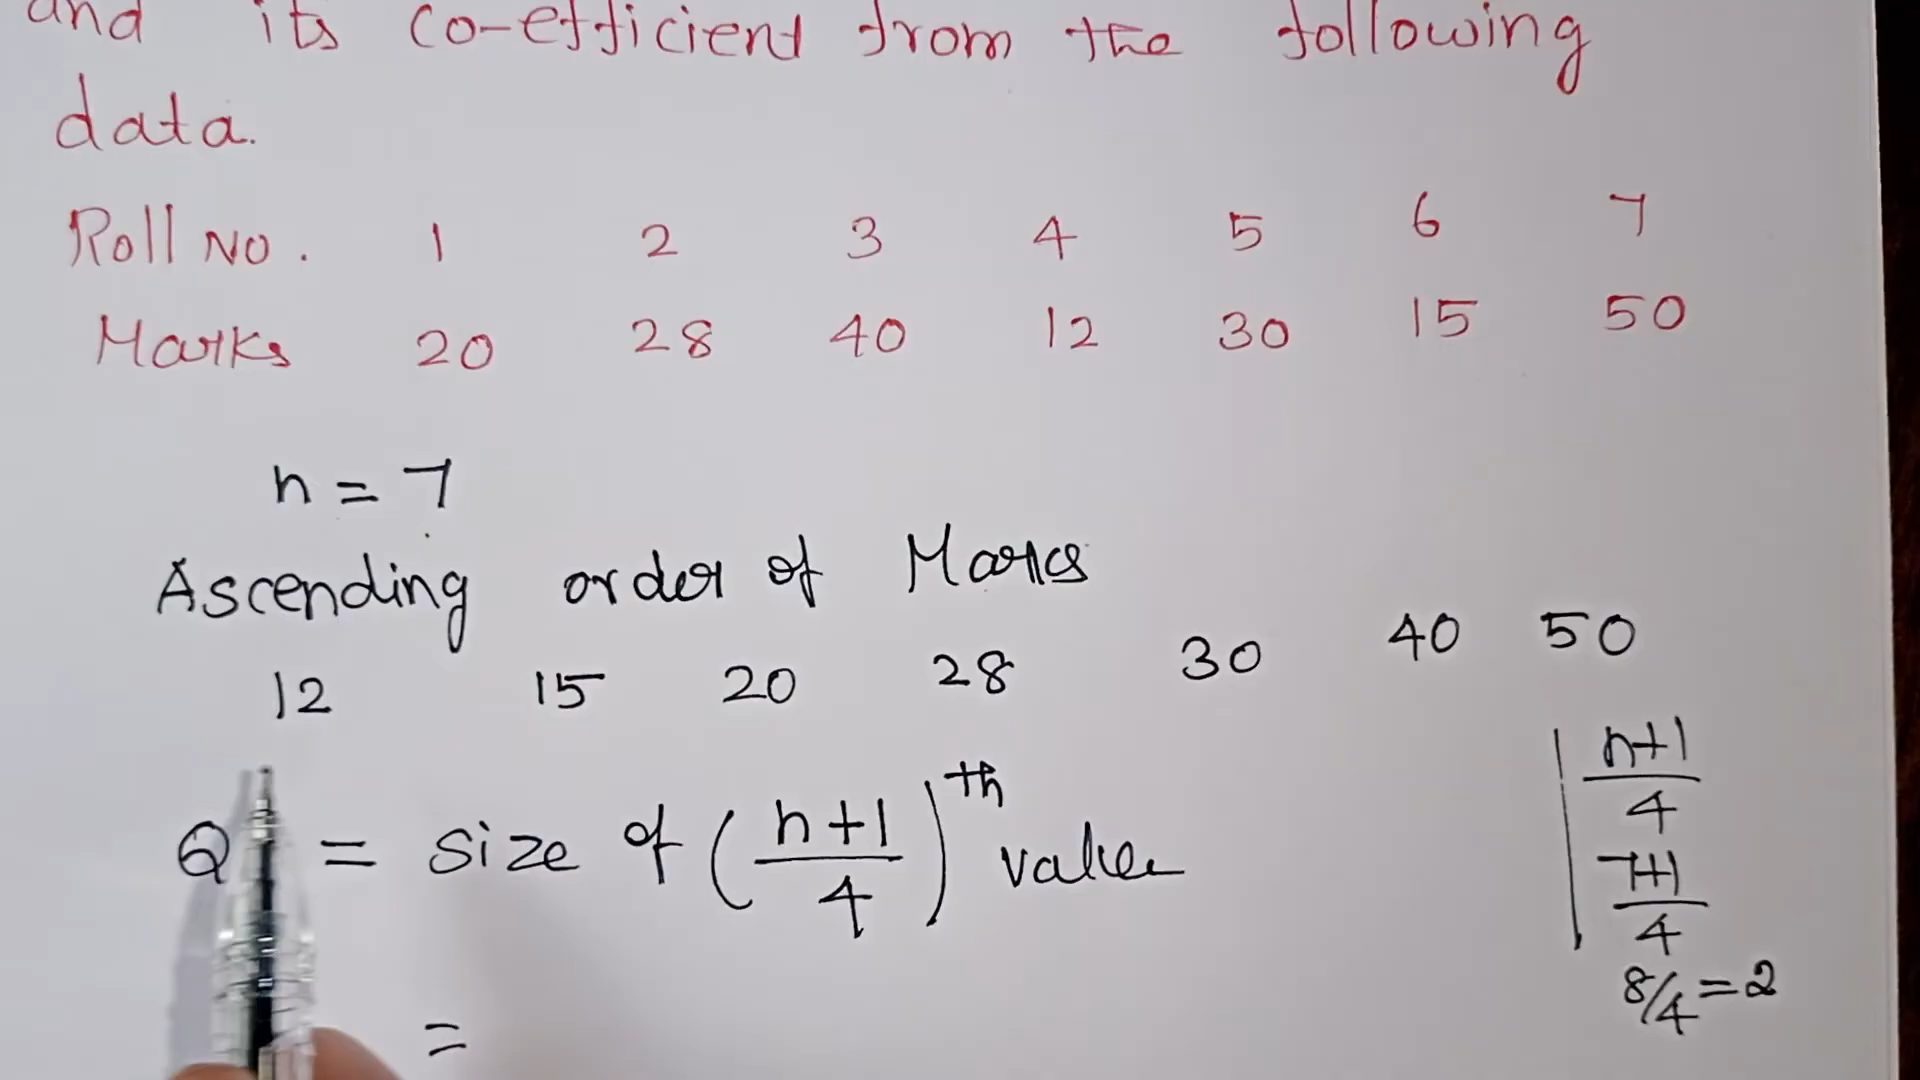 and its co-efficient from the following
data.
Roll No. 1 2 3 4 5 6 7
Marks 20 28 40 12 30 15 50
n = 7
Ascending order of Marks
12 15 20 28 30 40 50
Q = size of (n+1/4)th value
=
n+1/4
7+1/4
8/4 = 2